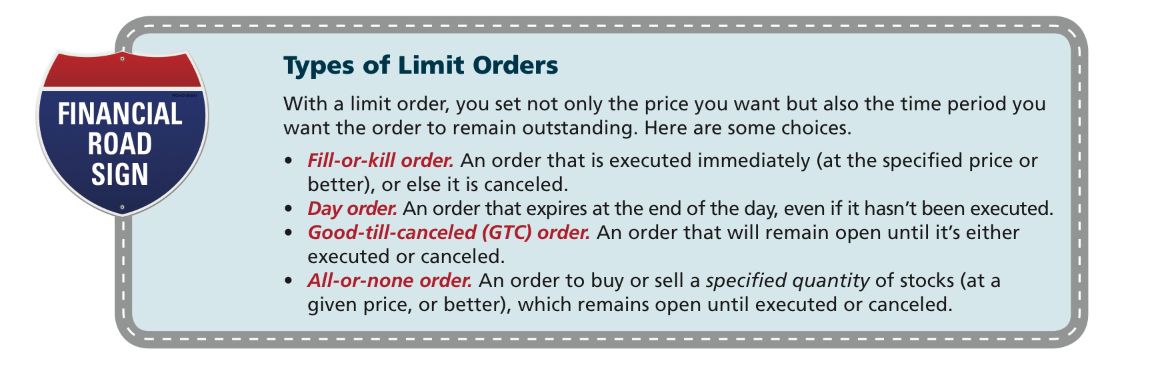 FINANCIAL
ROAD
SIGN
Types of Limit Orders
With a limit order, you set not only the price you want but also the time period you
want the order to remain outstanding. Here are some choices.
• Fill-or-kill order. An order that is executed immediately (at the specified price or
better), or else it is canceled.
• Day order. An order that expires at the end of the day, even if it hasn't been executed.
• Good-till-canceled (GTC) order. An order that will remain open until it's either
executed or canceled.
• All-or-none order. An order to buy or sell a specified quantity of stocks (at a
given price, or better), which remains open until executed or canceled.